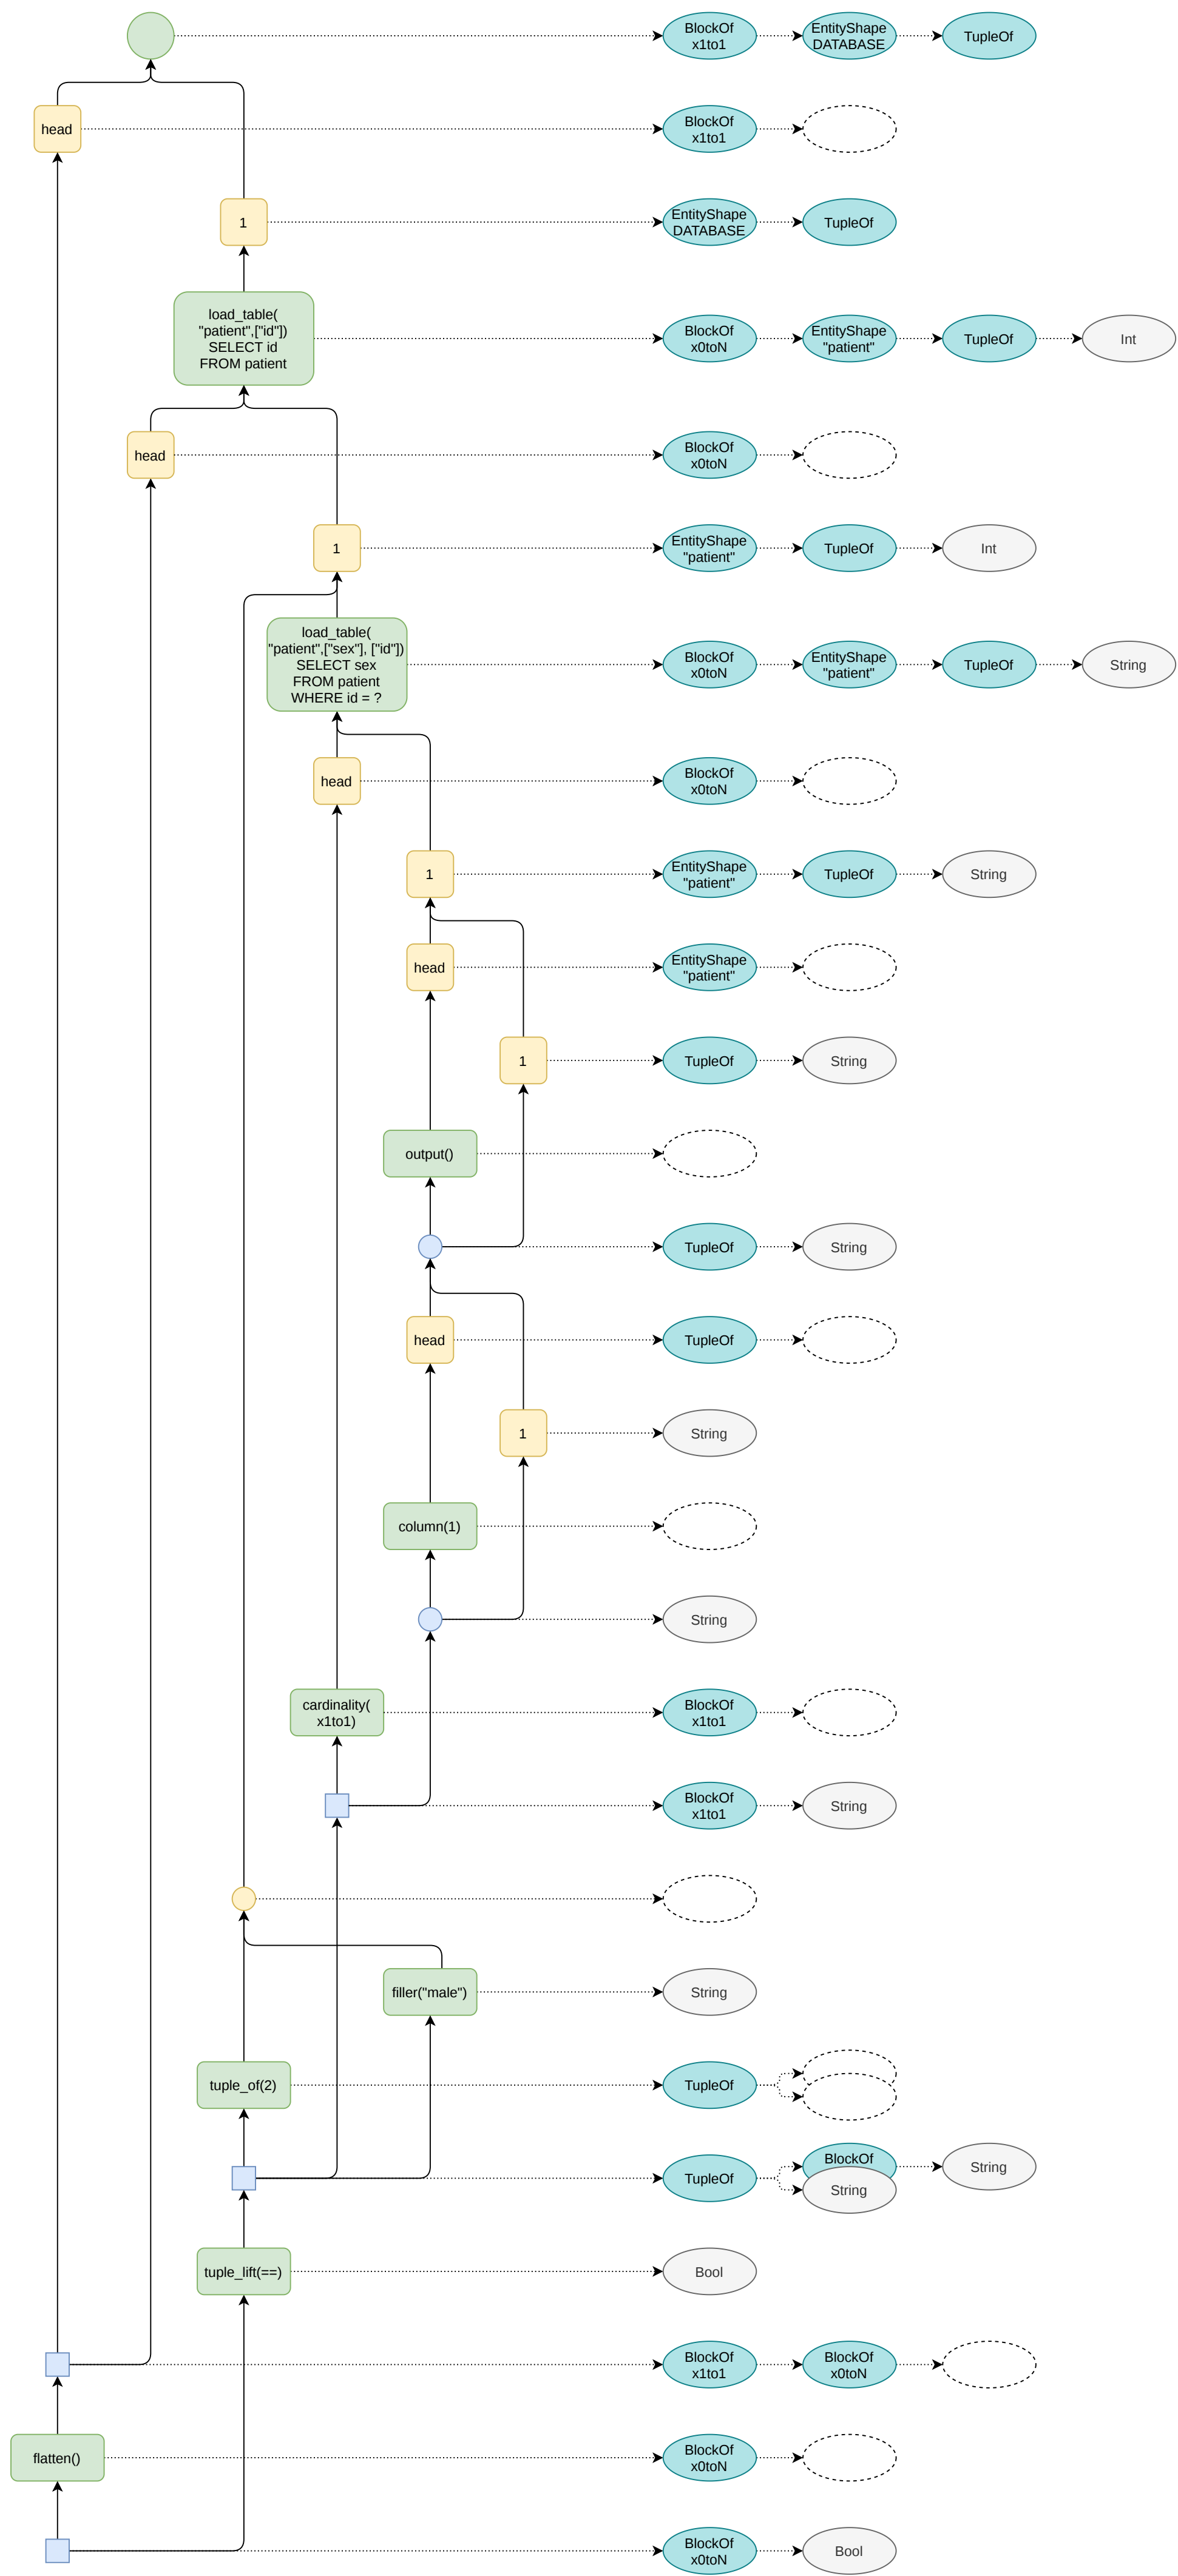 BlockOf
x1to1
EntityShape
DATABASE
TupleOf
head
BlockOf
x1to1
1
EntityShape
DATABASE
TupleOf
load_table(
"patient",["id"])
SELECT id
FROM patient
BlockOf
x0toN
EntityShape
"patient"
TupleOf
Int
head
BlockOf
x0toN
1
EntityShape
"patient"
TupleOf
Int
load_table(
"patient",["sex"], ["id"])
SELECT sex
FROM patient
WHERE id = ?
BlockOf
x0toN
EntityShape
"patient"
TupleOf
String
head
BlockOf
x0toN
1
EntityShape
"patient"
TupleOf
String
head
EntityShape
"patient"
1
TupleOf
String
output()
TupleOf
String
head
TupleOf
1
String
column(1)
String
cardinality(
x1to1)
BlockOf
x1to1
BlockOf
x1to1
String
filler("male")
String
tuple_of(2)
TupleOf
TupleOf
BlockOf
String
String
tuple_lift(==)
Bool
BlockOf
x1to1
BlockOf
x0toN
flatten()
BlockOf
x0toN
BlockOf
x0toN
Bool